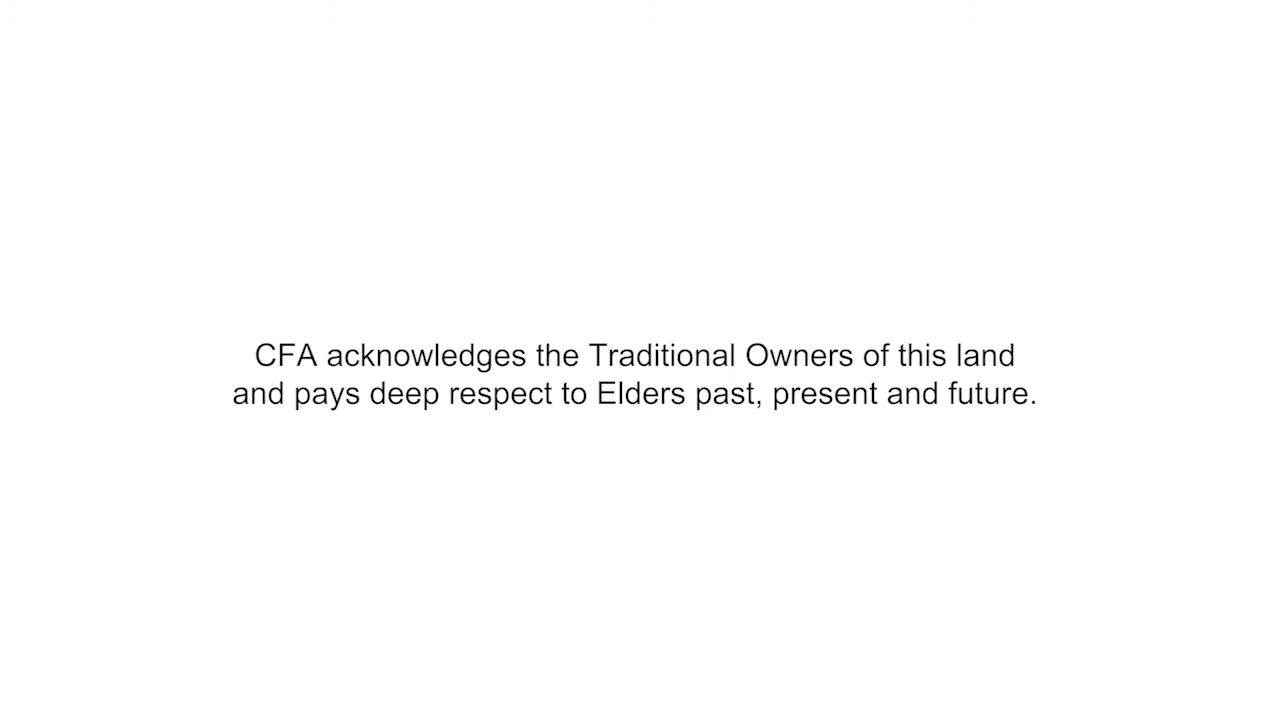 CFA acknowledges the Traditional Owners of this land
and pays deep respect to Elders past, present and future.